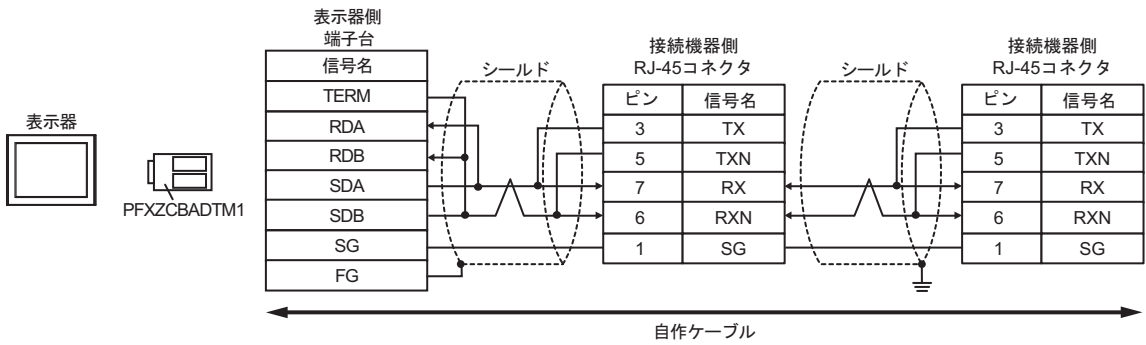 表示器
PFXZCBADTM1
表示器側
端子台
信号名
TERM
RDA
RDB
SDA
SDB
SG
FG
シールド
接続機器側
RJ-45コネクタ
ピン 信号名
3 TX
5 TXN
7 RX
6 RXN
1 SG
シールド
接続機器側
RJ-45コネクタ
ピン 信号名
3 TX
5 TXN
7 RX
6 RXN
1 SG
自作ケーブル